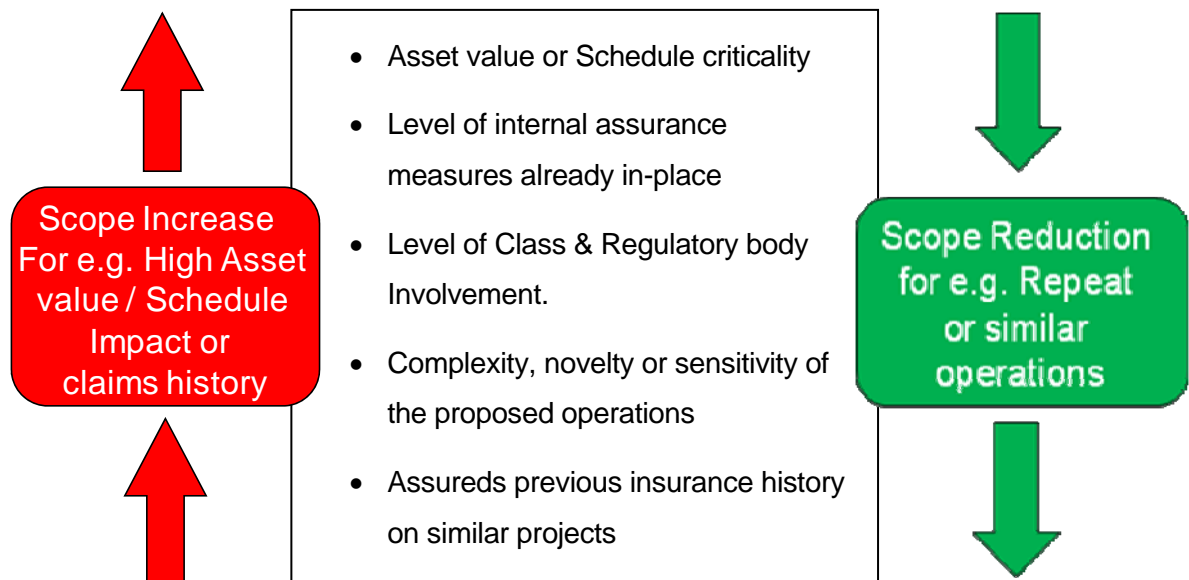 Scope Increase
For e.g. High Asset
value / Schedule
Impact or
claims history
• Asset value or Schedule criticality
• Level of internal assurance
measures already in-place
• Level of Class & Regulatory body
Involvement.
• Complexity, novelty or sensitivity of
the proposed operations
• Assureds previous insurance history
on similar projects
Scope Reduction
for e.g. Repeat
or similar
operations